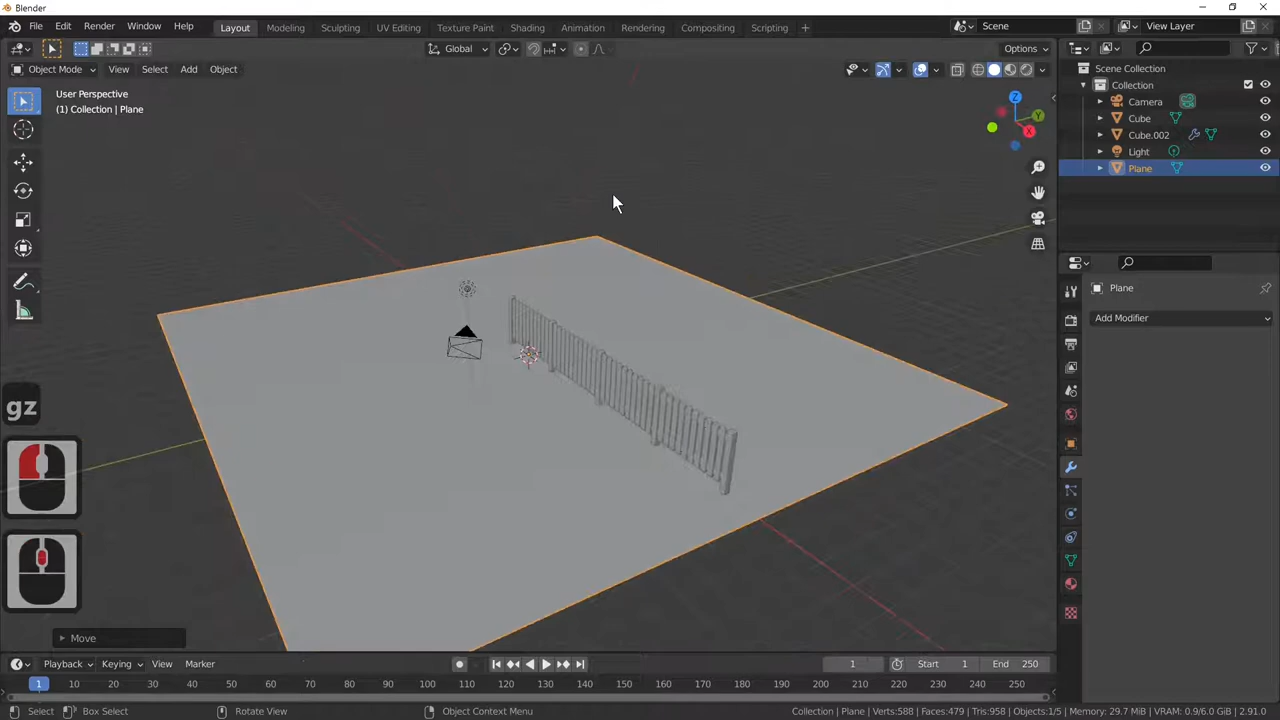 Blender
File Edit Render Window Help Layout Modeling Sculpting UV Editing Texture Paint Shading Animation Rendering Compositing Scripting + Scene View Layer
Global Options
Object Mode View Select Add Object
User Perspective
(1) Collection | Plane
Z
Y
X
Scene Collection
Collection
Camera
Cube
Cube.002
Light
Plane
Plane
Add Modifier
gz
Move
Playback Keying View Marker 1 Start 1 End 250
1 10 20 30 40 50 60 70 80 90 100 110 120 130 140 150 160 170 180 190 200 210 220 230 240 250
Select Box Select Rotate View Object Context Menu Collection | Plane | Verts:588 | Faces:479 | Tris:958 | Objects:1/5 | Memory: 29.7 MiB | VRAM: 0.9/6.0 GiB | 2.91.0